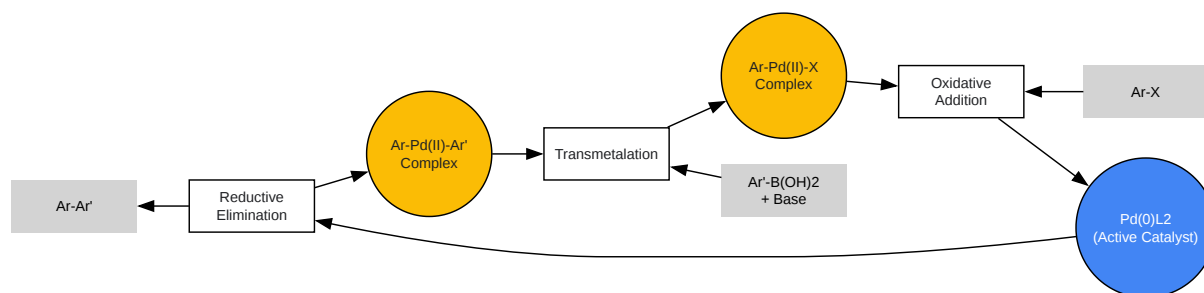 Ar-Pd(II)-X
Complex
Oxidative
Addition
Ar-X
Ar-Pd(II)-Ar'
Complex
Transmetalation
Ar'-B(OH)2
+ Base
Reductive
Elimination
Ar-Ar'
Pd(0)L2
(Active Catalyst)